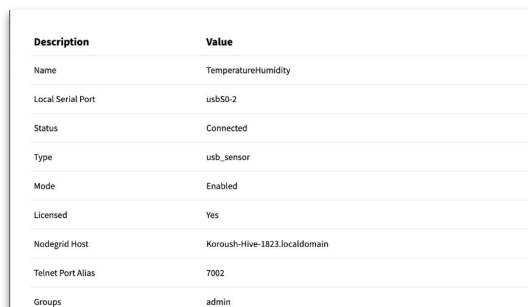 Description Value
Name TemperatureHumidity
Local Serial Port usbS0-2
Status Connected
Type usb_sensor
Mode Enabled
Licensed Yes
Nodegrid Host Koroush-Hive-1823.localdomain
Telnet Port Alias 7002
Groups admin